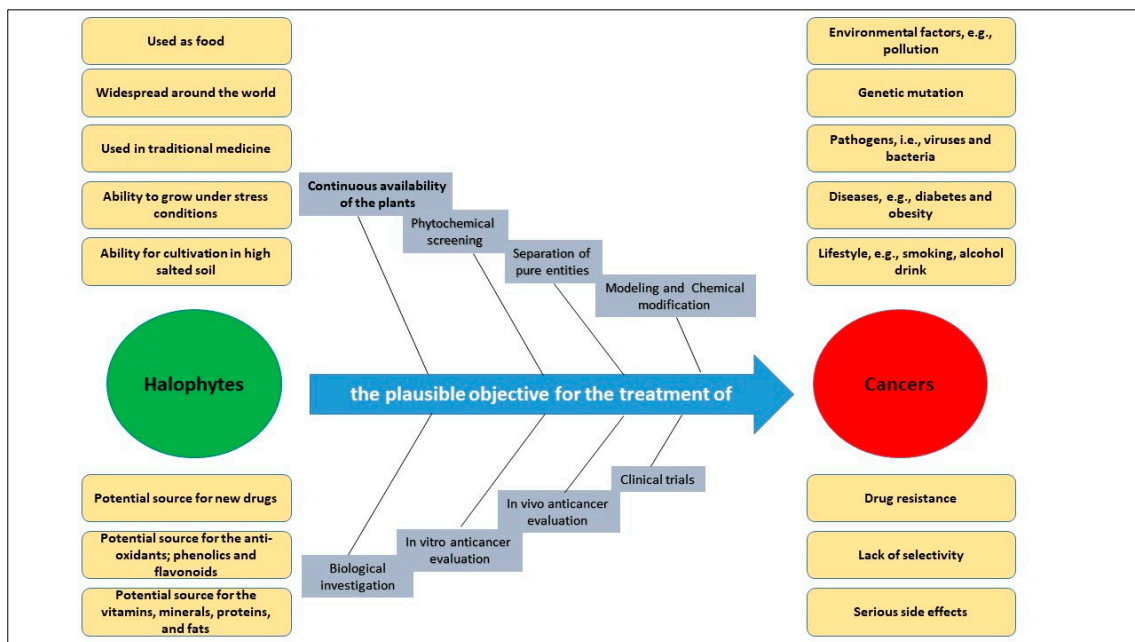 Used as food
Widespread around the world
Used in traditional medicine
Ability to grow under stress
conditions
Ability for cultivation in high
salted soil
Halophytes
Potential source for new drugs
Potential source for the anti-
oxidants; phenolics and
flavonoids
Potential source for the
vitamins, minerals, proteins,
and fats
Continuous availability
of the plants
Phytochemical
screening
Separation of
pure entities
Modeling and Chemical
modification
the plausible objective for the treatment of
Biological
investigation
In vitro anticancer
evaluation
In vivo anticancer
evaluation
Clinical trials
Environmental factors, e.g.,
pollution
Genetic mutation
Pathogens, i.e., viruses and
bacteria
Diseases, e.g., diabetes and
obesity
Lifestyle, e.g., smoking, alcohol
drink
Cancers
Drug resistance
Lack of selectivity
Serious side effects